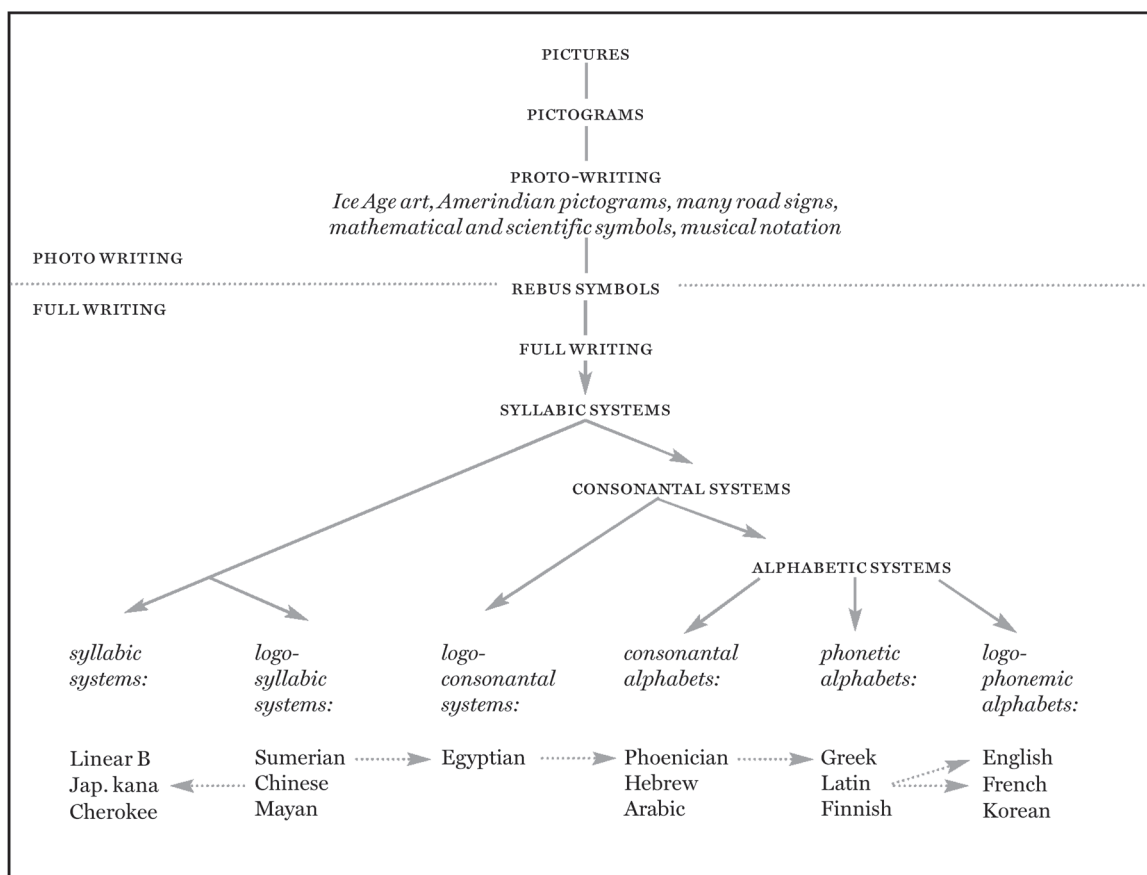 PICTURES
PICTOGRAMS
PROTO-WRITING
Ice Age art, Amerindian pictograms, many road signs,
mathematical and scientific symbols, musical notation
PHOTO WRITING
REBUS SYMBOLS
FULL WRITING
FULL WRITING
SYLLABIC SYSTEMS
CONSONANTAL SYSTEMS
ALPHABETIC SYSTEMS
syllabic
systems:
logo-
syllabic
systems:
logo-
consonantal
systems:
consonantal
alphabets:
phonetic
alphabets:
logo-
phonemic
alphabets:
Linear B
Jap. kana
Cherokee
Sumerian
Chinese
Mayan
Egyptian
Phoenician
Hebrew
Arabic
Greek
Latin
Finnish
English
French
Korean